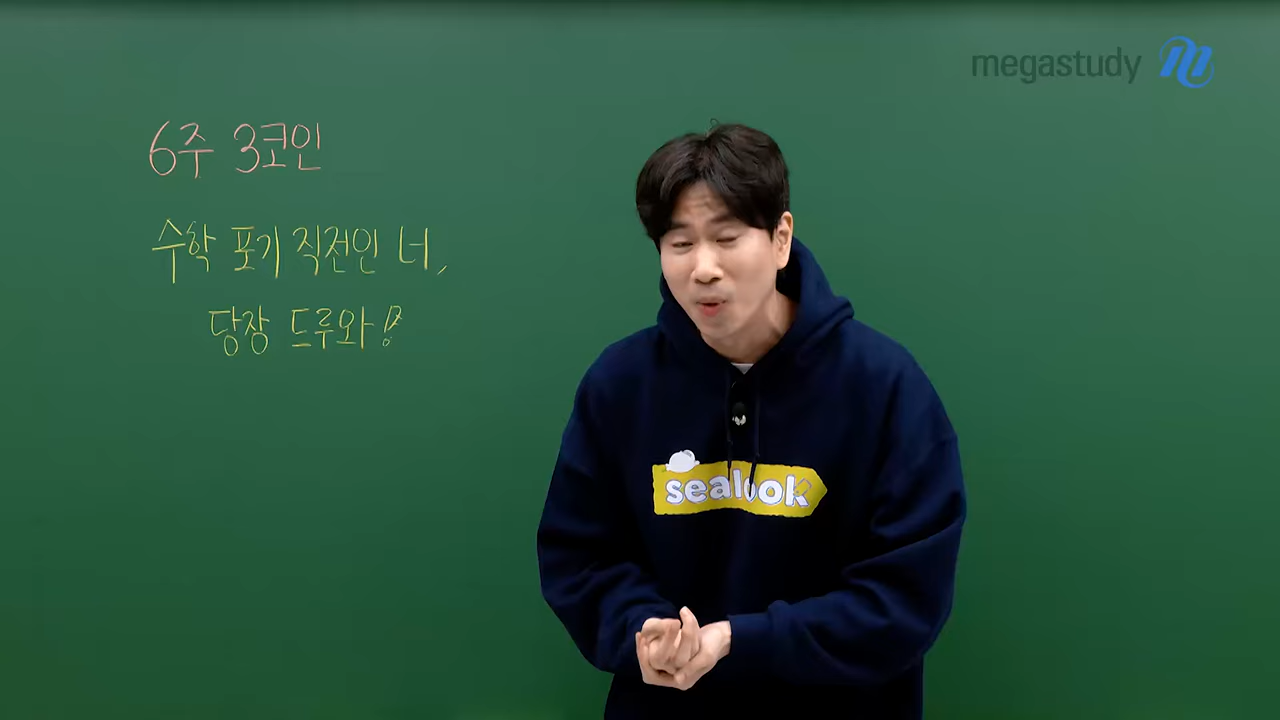 megastudy
6주 3코인
수학 포기 직전인 너,
당장 드루와!
sealook